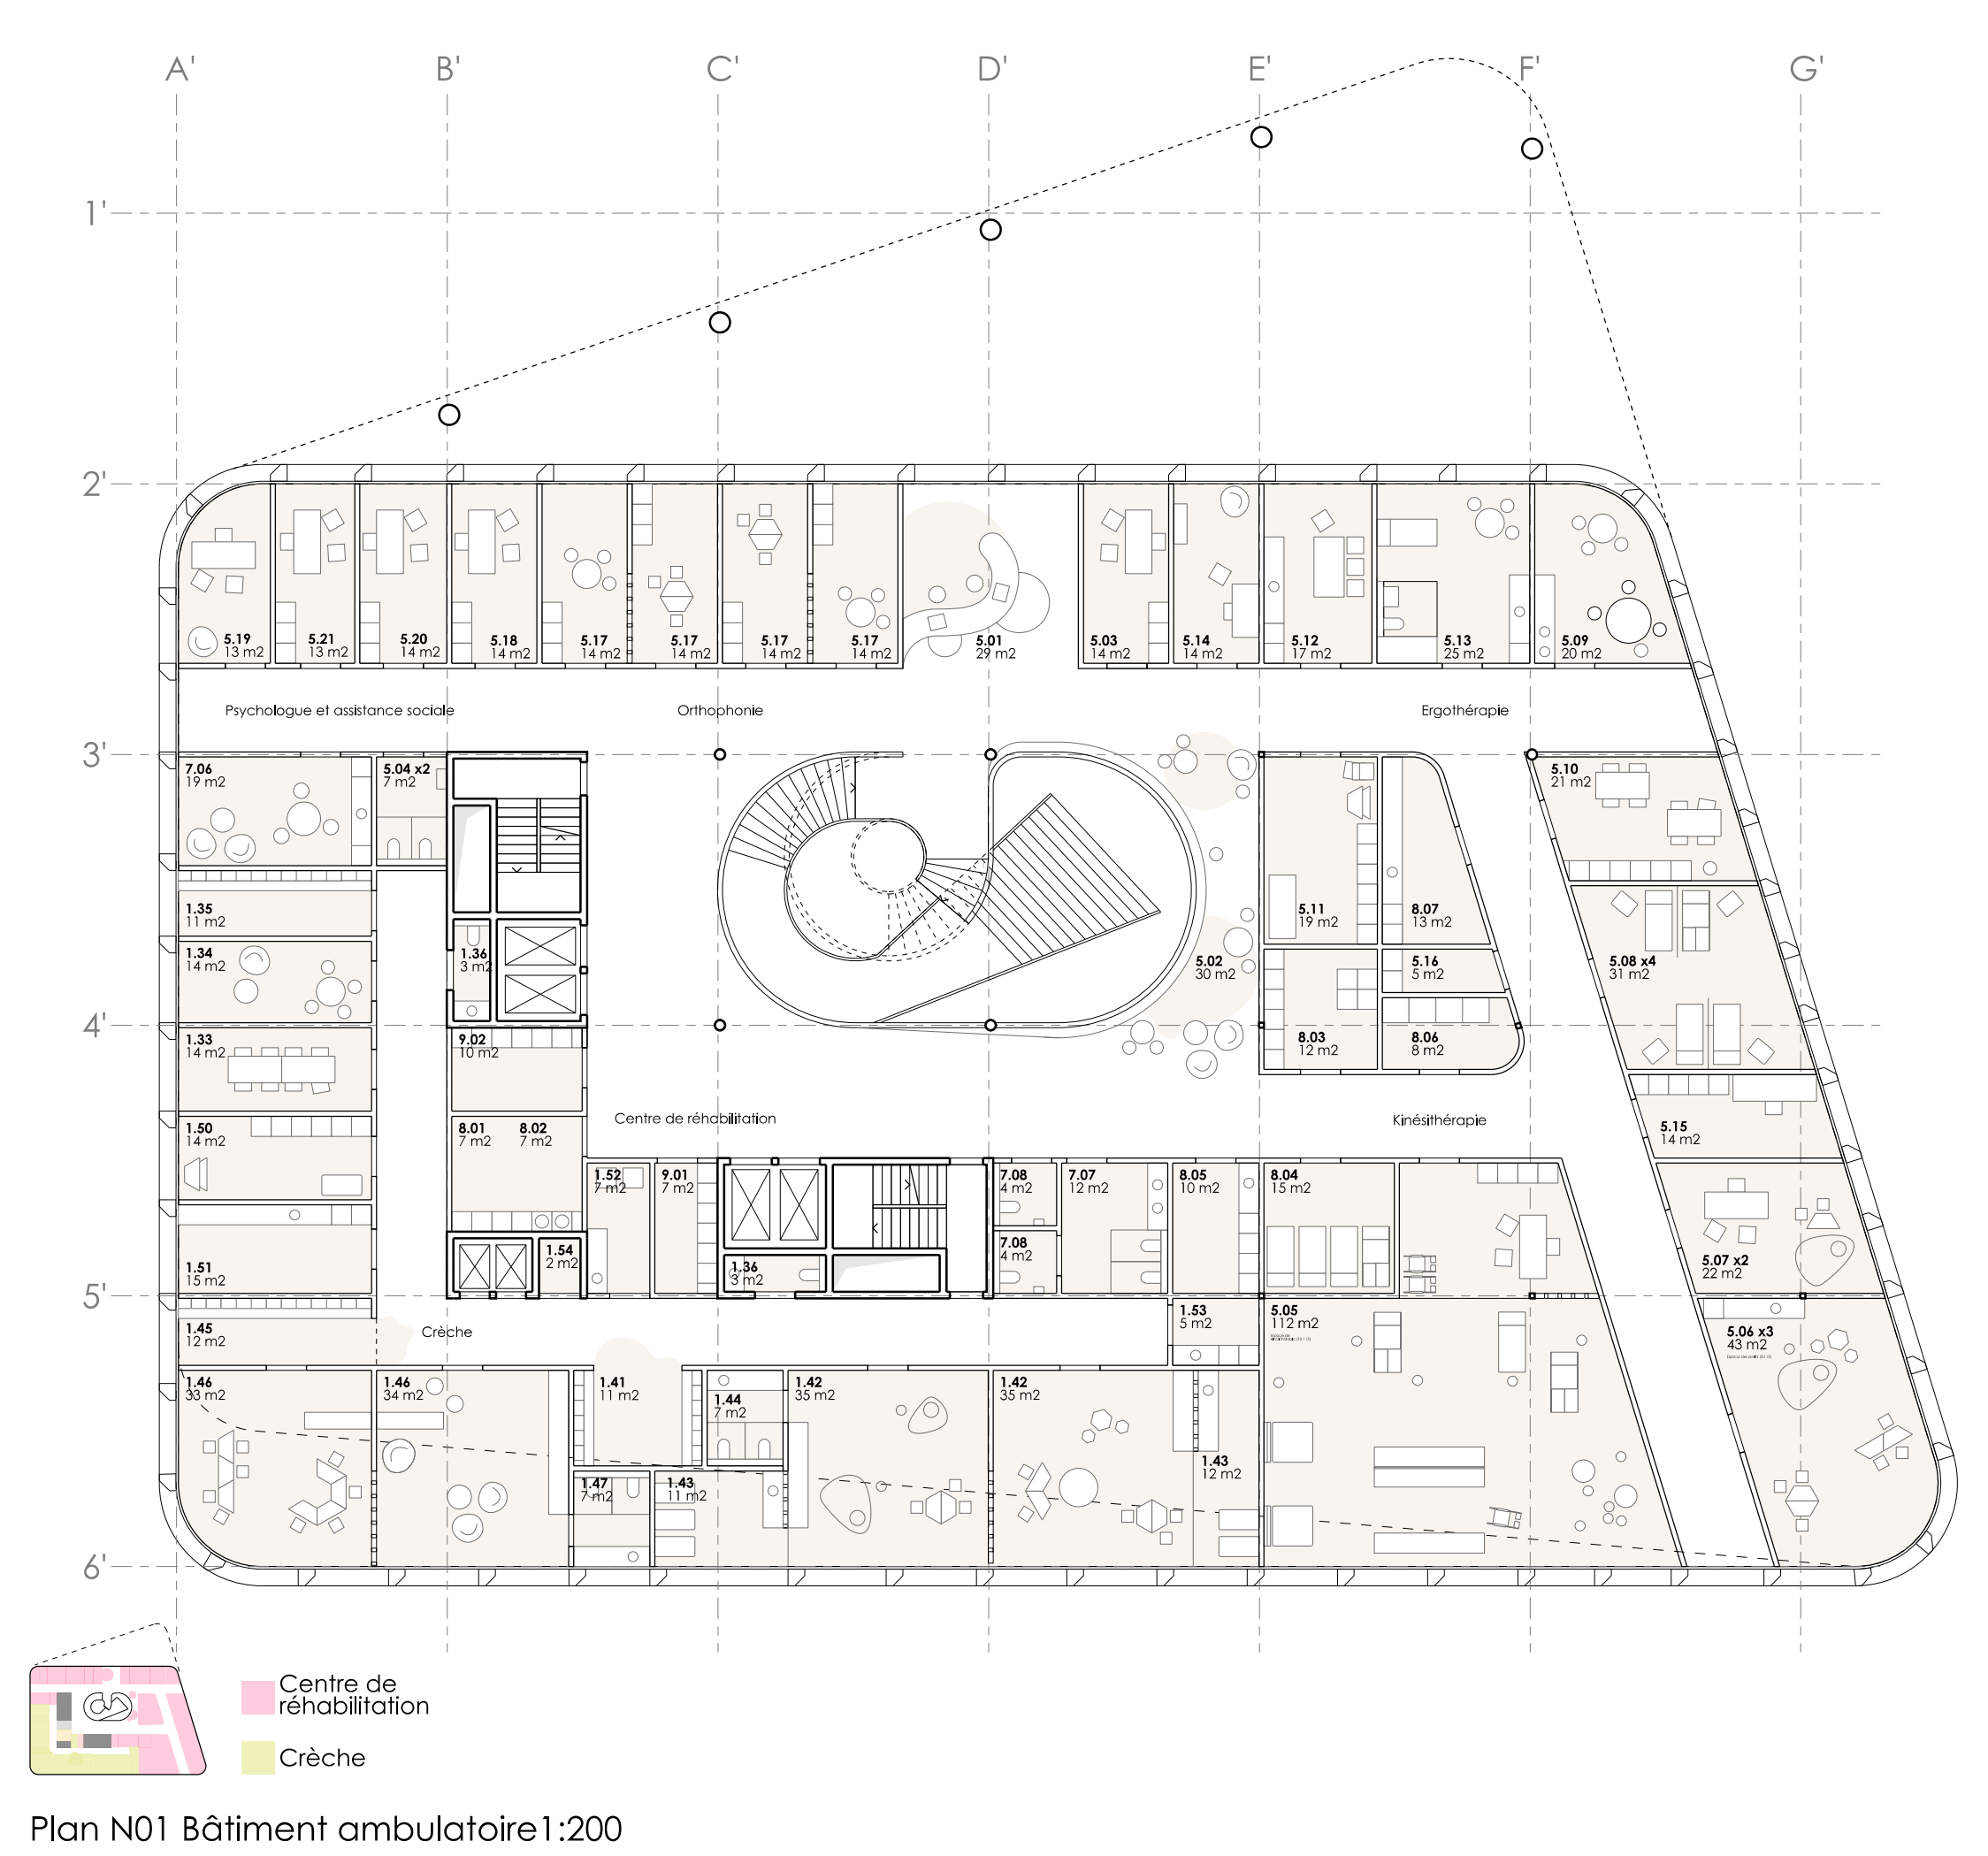 A' B' C' D' E' F' G'
1'
2'
5.19
13 m2
5.21
13 m2
5.20
14 m2
5.18
14 m2
5.17
14 m2
5.17
14 m2
5.17
14 m2
5.17
14 m2
5.01
29 m2
5.03
14 m2
5.14
14 m2
5.12
17 m2
5.13
25 m2
5.09
20 m2
Psychologue et assistance sociale
Orthophonie
Ergothérapie
3'
7.06
19 m2
5.04 x2
7 m2
5.10
21 m2
1.35
11 m2
5.11
19 m2
8.07
13 m2
1.34
14 m2
1.36
3 m2
5.02
30 m2
5.16
5 m2
5.08 x4
31 m2
4'
1.33
14 m2
9.02
10 m2
8.03
12 m2
8.06
8 m2
1.50
14 m2
8.01
7 m2
8.02
7 m2
Centre de réhabilitation
Kinésithérapie
5.15
14 m2
1.52
7 m2
9.01
7 m2
7.08
4 m2
7.07
12 m2
8.05
10 m2
8.04
15 m2
1.51
15 m2
1.54
2 m2
1.36
3 m2
7.08
4 m2
5.07 x2
22 m2
5'
1.45
12 m2
Crèche
1.53
5 m2
5.05
112 m2
5.06 x3
43 m2
1.46
33 m2
1.46
34 m2
1.41
11 m2
1.44
7 m2
1.42
35 m2
1.42
35 m2
1.43
12 m2
1.47
7 m2
1.43
11 m2
6'
Centre de
réhabilitation
Crèche
Plan N01 Bâtiment ambulatoire1:200